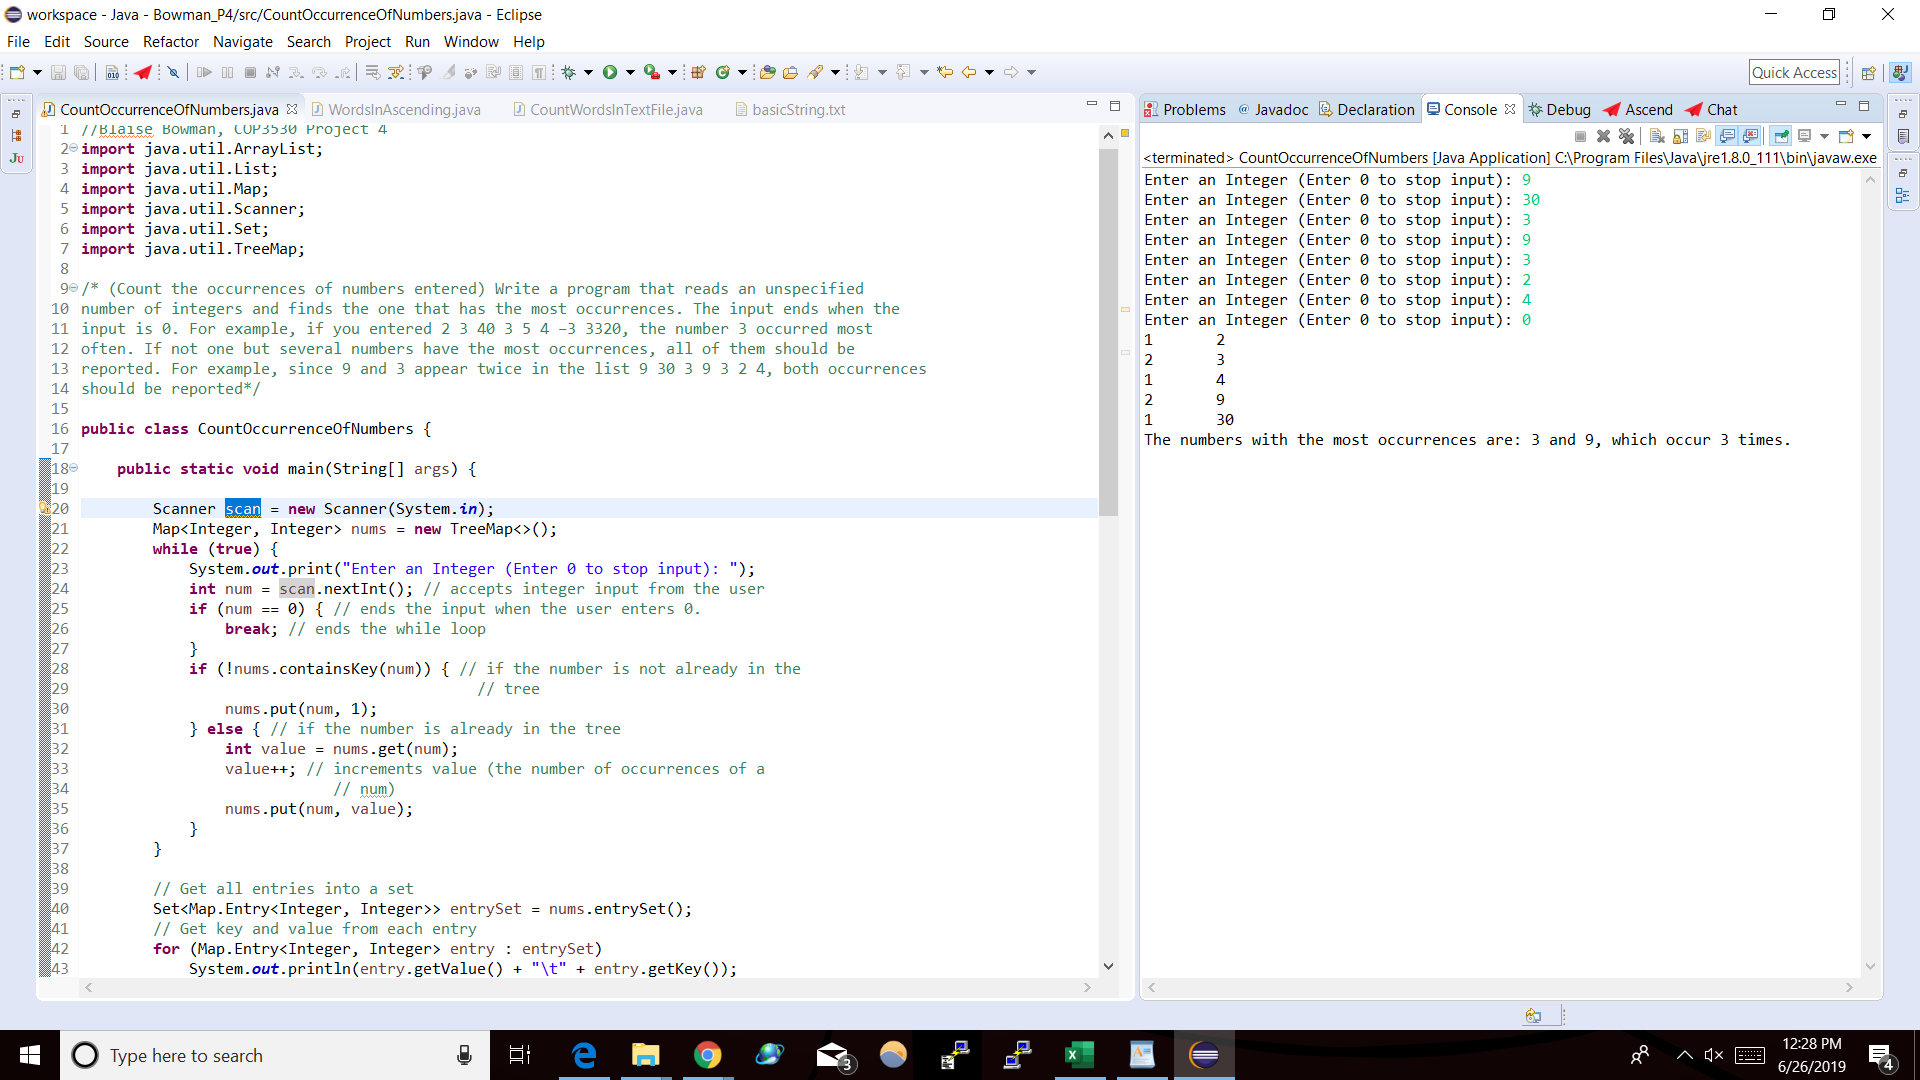 workspace - Java - Bowman_P4/src/CountOccurrenceOfNumbers.java - Eclipse
File Edit Source Refactor Navigate Search Project Run Window Help
Quick Access
CountOccurrenceOfNumbers.java WordsInAscending.java CountWordsInTextFile.java basicString.txt
1 //Blaise Bowman, COP3530 Project 4
2 import java.util.ArrayList;
3 import java.util.List;
4 import java.util.Map;
5 import java.util.Scanner;
6 import java.util.Set;
7 import java.util.TreeMap;
8
9 /* (Count the occurrences of numbers entered) Write a program that reads an unspecified
10 number of integers and finds the one that has the most occurrences. The input ends when the
11 input is 0. For example, if you entered 2 3 40 3 5 4 –3 3320, the number 3 occurred most
12 often. If not one but several numbers have the most occurrences, all of them should be
13 reported. For example, since 9 and 3 appear twice in the list 9 30 3 9 3 2 4, both occurrences
14 should be reported*/
15
16 public class CountOccurrenceOfNumbers {
17
18 public static void main(String[] args) {
19
20 Scanner scan = new Scanner(System.in);
21 Map<Integer, Integer> nums = new TreeMap<>();
22 while (true) {
23 System.out.print("Enter an Integer (Enter 0 to stop input): ");
24 int num = scan.nextInt(); // accepts integer input from the user
25 if (num == 0) { // ends the input when the user enters 0.
26 break; // ends the while loop
27 }
28 if (!nums.containsKey(num)) { // if the number is not already in the
29 // tree
30 nums.put(num, 1);
31 } else { // if the number is already in the tree
32 int value = nums.get(num);
33 value++; // increments value (the number of occurrences of a
34 // num)
35 nums.put(num, value);
36 }
37 }
38
39 // Get all entries into a set
40 Set<Map.Entry<Integer, Integer>> entrySet = nums.entrySet();
41 // Get key and value from each entry
42 for (Map.Entry<Integer, Integer> entry : entrySet)
43 System.out.println(entry.getValue() + "\t" + entry.getKey());
Problems @ Javadoc Declaration Console Debug Ascend Chat
<terminated> CountOccurrenceOfNumbers [Java Application] C:\Program Files\Java\jre1.8.0_111\bin\javaw.exe
Enter an Integer (Enter 0 to stop input): 9
Enter an Integer (Enter 0 to stop input): 30
Enter an Integer (Enter 0 to stop input): 3
Enter an Integer (Enter 0 to stop input): 9
Enter an Integer (Enter 0 to stop input): 3
Enter an Integer (Enter 0 to stop input): 2
Enter an Integer (Enter 0 to stop input): 4
Enter an Integer (Enter 0 to stop input): 0
1 2
2 3
1 4
2 9
1 30
The numbers with the most occurrences are: 3 and 9, which occur 3 times.
Type here to search
3
12:28 PM
6/26/2019
4